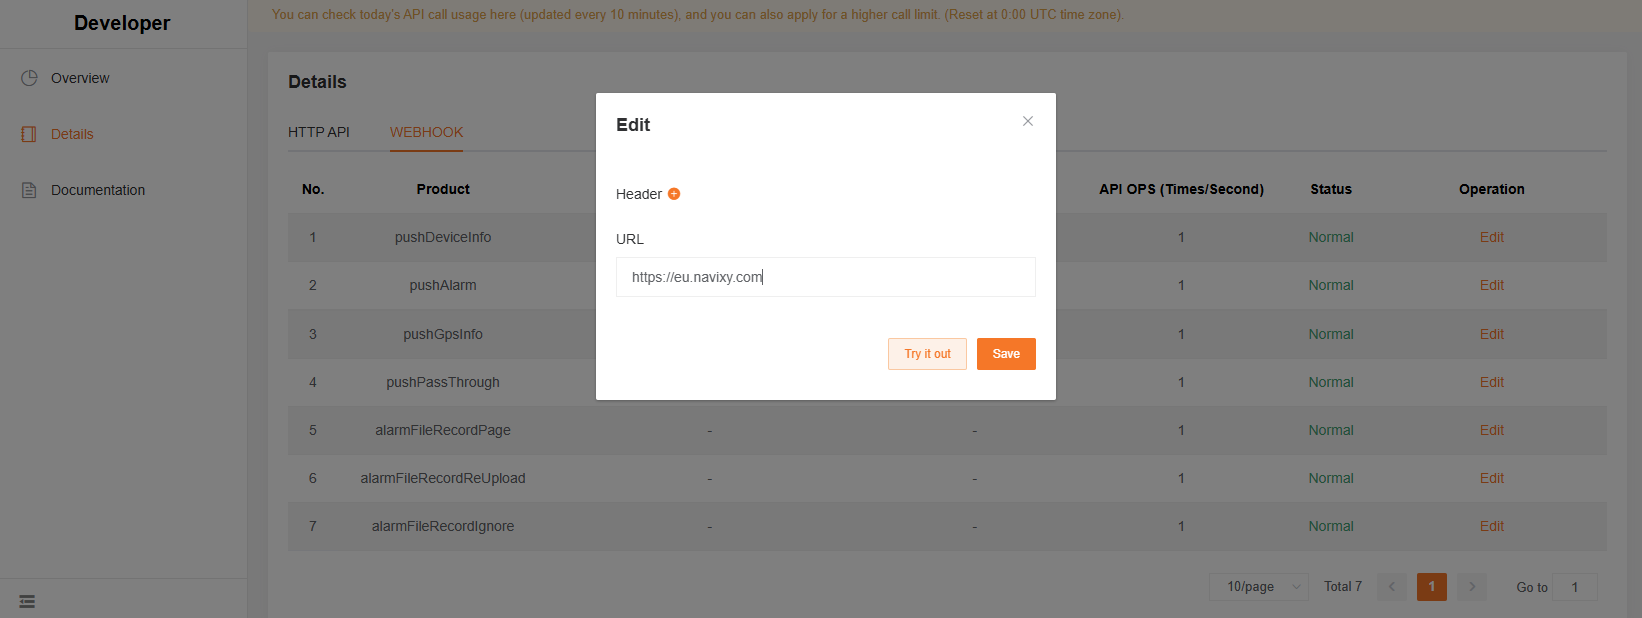 Developer
You can check today's API call usage here (updated every 10 minutes), and you can also apply for a higher call limit. (Reset at 0:00 UTC time zone).
Overview
Details
Documentation
Details
HTTP API WEBHOOK
No. Product API OPS (Times/Second) Status Operation
1 pushDeviceInfo 1 Normal Edit
2 pushAlarm 1 Normal Edit
3 pushGpsInfo 1 Normal Edit
4 pushPassThrough 1 Normal Edit
5 alarmFileRecordPage - - 1 Normal Edit
6 alarmFileRecordReUpload - - 1 Normal Edit
7 alarmFileRecordIgnore - - 1 Normal Edit
10/page Total 7 < 1 > Go to 1
Edit
Header
URL
https://eu.navixy.com
Try it out Save